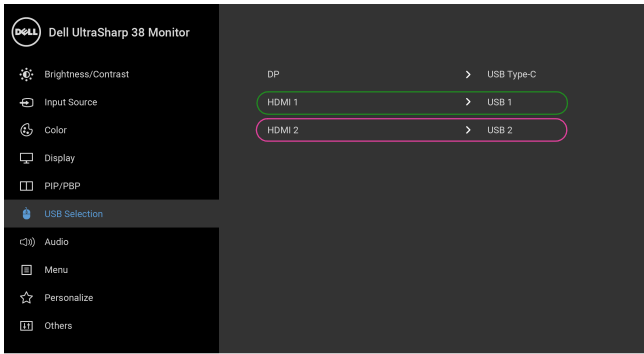 DELL Dell UltraSharp 38 Monitor
Brightness/Contrast
DP > USB Type-C
Input Source
HDMI 1 > USB 1
Color
HDMI 2 > USB 2
Display
PIP/PBP
USB Selection
Audio
Menu
Personalize
Others